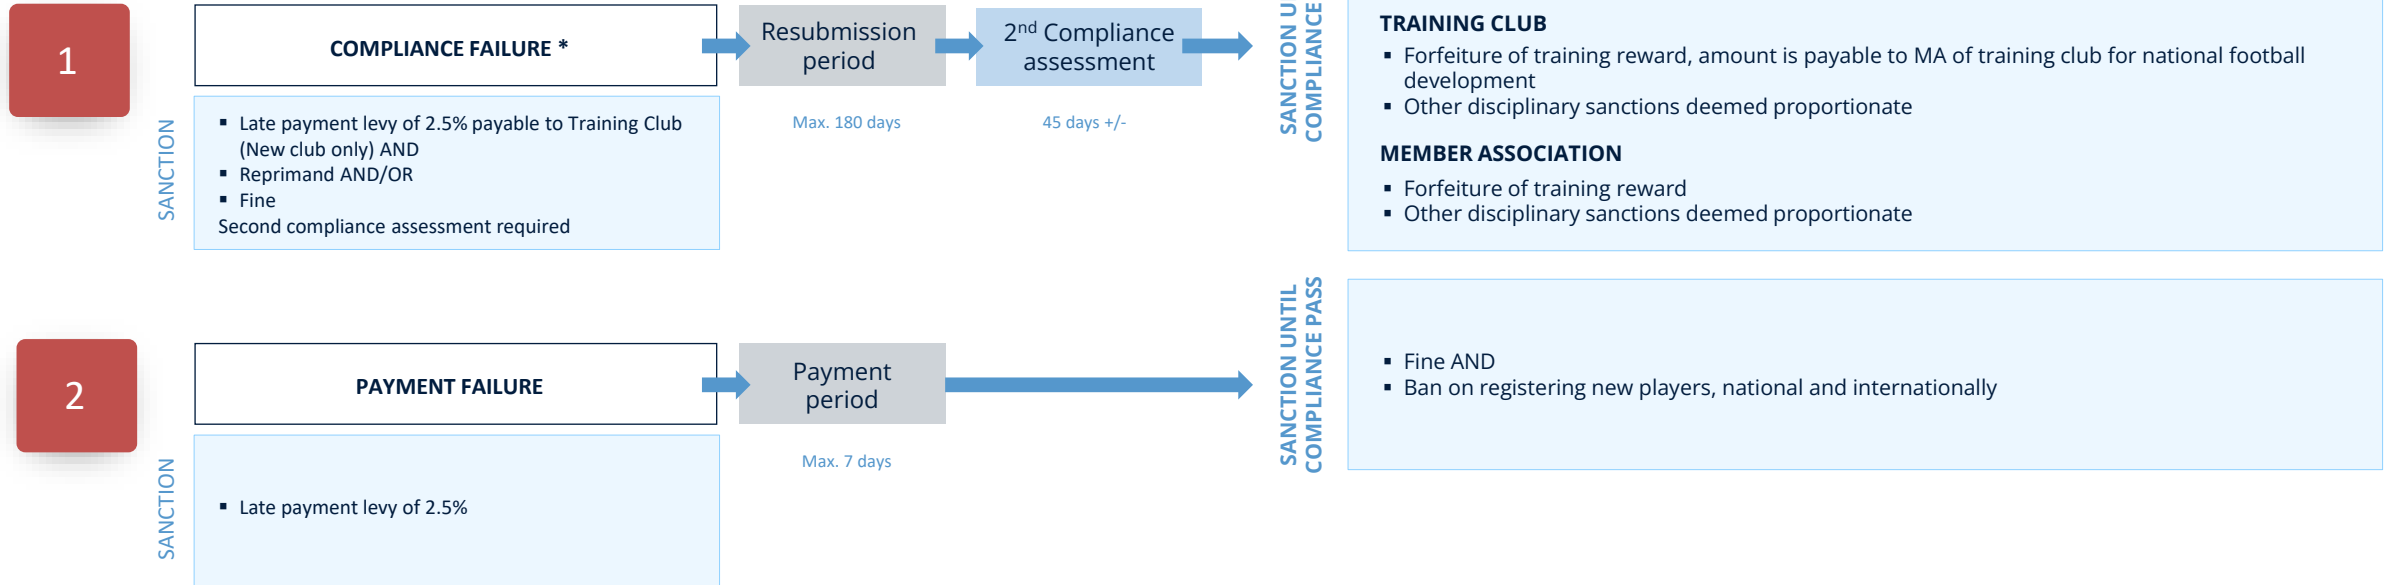 1
COMPLIANCE FAILURE *
Resubmission
period
2nd Compliance
assessment
Max. 180 days
45 days +/-
SANCTION
▪ Late payment levy of 2.5% payable to Training Club
(New club only) AND
▪ Reprimand AND/OR
▪ Fine
Second compliance assessment required
SANCTION U
COMPLIANCE
TRAINING CLUB
▪ Forfeiture of training reward, amount is payable to MA of training club for national football
development
▪ Other disciplinary sanctions deemed proportionate
MEMBER ASSOCIATION
▪ Forfeiture of training reward
▪ Other disciplinary sanctions deemed proportionate
2
PAYMENT FAILURE
Payment
period
Max. 7 days
SANCTION
▪ Late payment levy of 2.5%
SANCTION UNTIL
COMPLIANCE PASS
▪ Fine AND
▪ Ban on registering new players, national and internationally